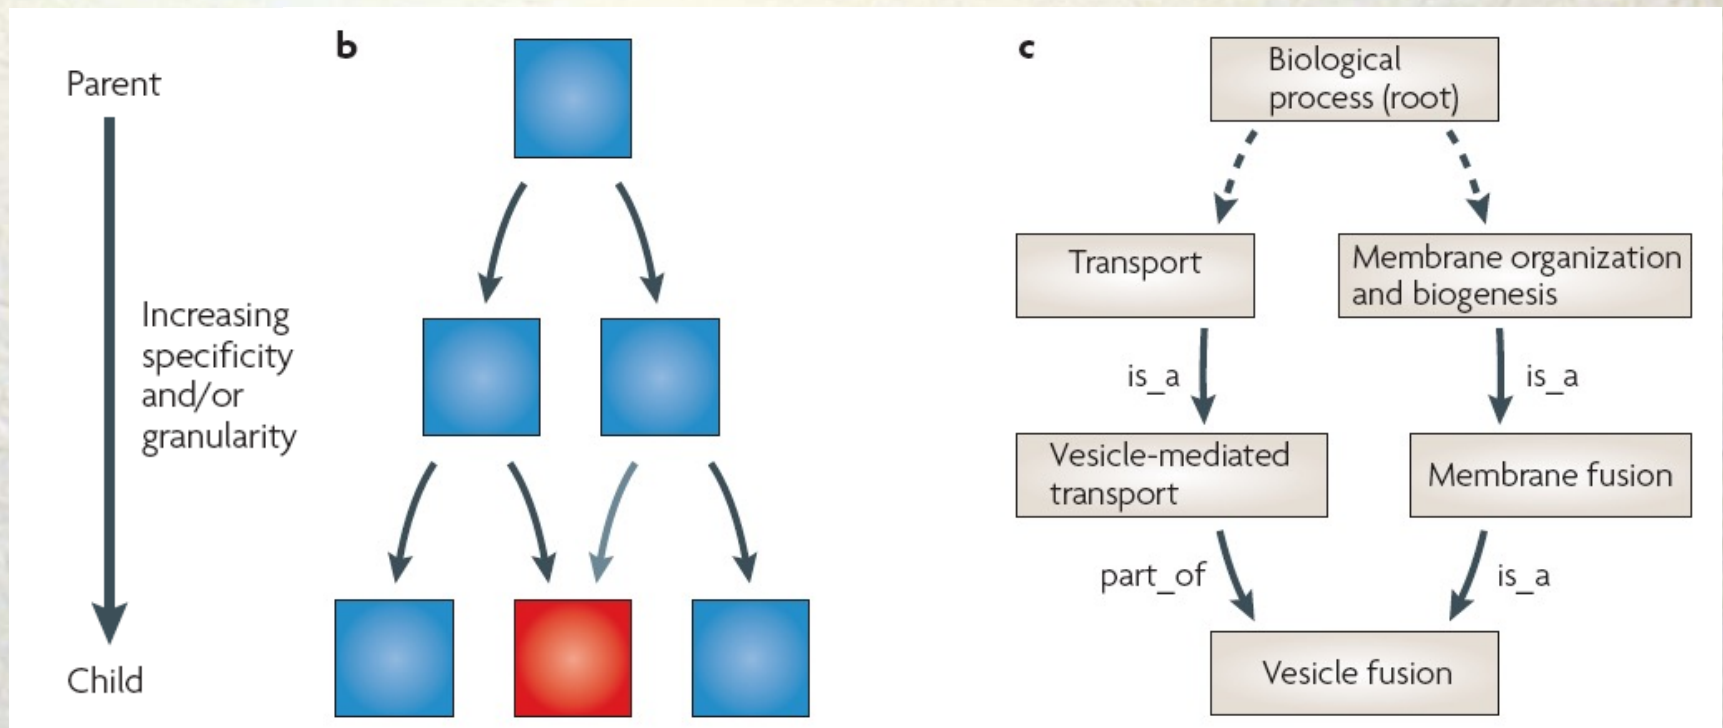 Parent
Increasing
specificity
and/or
granularity
Child
b
c
Biological
process (root)
Transport
Membrane organization
and biogenesis
is_a
is_a
Vesicle-mediated
transport
Membrane fusion
part_of
is_a
Vesicle fusion